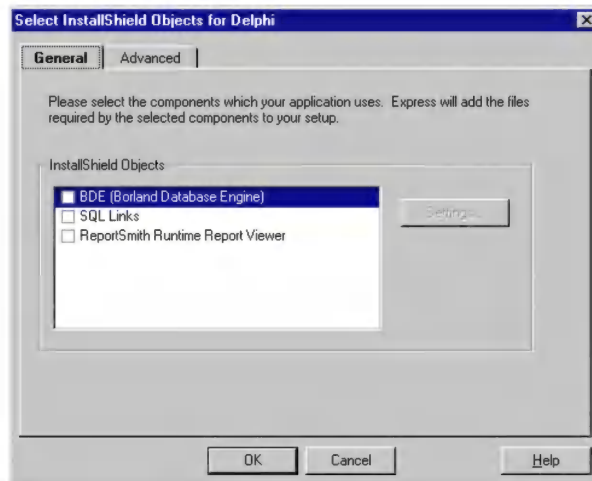 Select InstallShield Objects for Delphi
General
Advanced
Please select the components which your application uses. Express will add the files
required by the selected components to your setup.
InstallShield Objects
BDE (Borland Database Engine)
SQL Links
ReportSmith Runtime Report Viewer
Settings...
OK
Cancel
Help